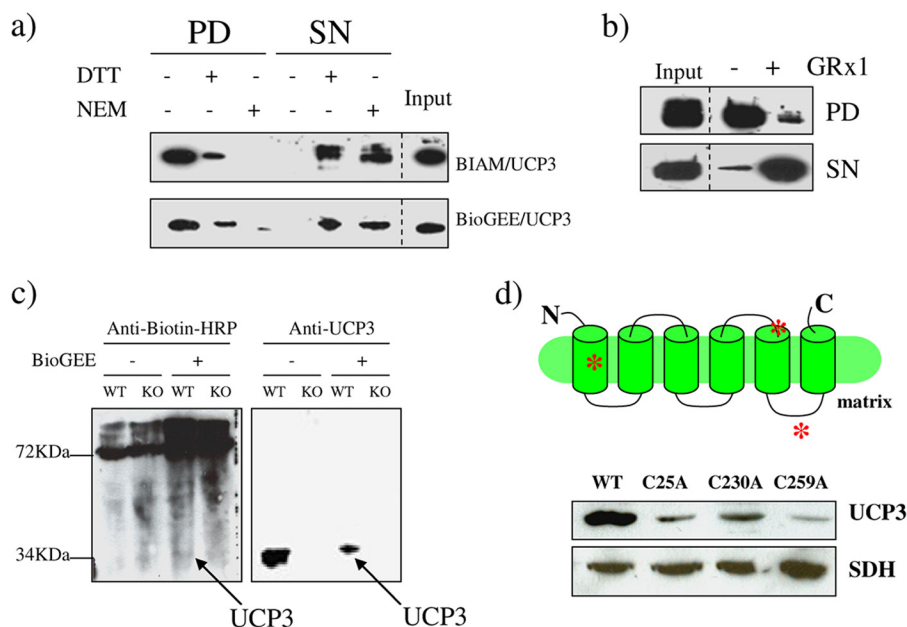 a)
PD SN
DTT - + - - + -
NEM - - + - - + Input
BIAM/UCP3
BioGEE/UCP3
b)
Input - + GRx1
PD
SN
c)
Anti-Biotin-HRP Anti-UCP3
BioGEE - + - +
WT KO WT KO WT KO WT KO
72KDa
34KDa
UCP3 UCP3
d)
N C
* * *
matrix
WT C25A C230A C259A
UCP3
SDH